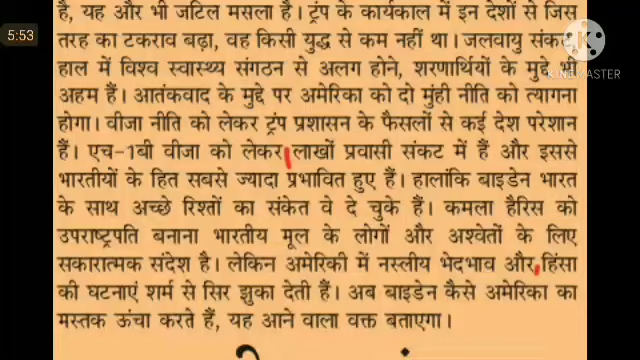 5:53
है, यह और भी जटिल मसला है। ट्रंप के कार्यकाल में इन देशों से जिस
तरह का टकराव बढ़ा, वह किसी युद्ध से कम नहीं था। जलवायु संकट
हाल में विश्व स्वास्थ्य संगठन से अलग होने, शरणार्थियों के मुद्दे भी
KINEMASTER
अहम हैं। आतंकवाद के मुद्दे पर अमेरिका को दो मुंही नीति को त्यागना
होगा। वीजा नीति को लेकर ट्रंप प्रशासन के फैसलों से कई देश परेशान
हैं। एच-1बी वीजा को लेकर लाखों प्रवासी संकट में हैं और इससे
भारतीयों के हित सबसे ज्यादा प्रभावित हुए हैं। हालांकि बाइडेन भारत
के साथ अच्छे रिश्तों का संकेत वे दे चुके हैं। कमला हैरिस को
उपराष्ट्रपति बनाना भारतीय मूल के लोगों और अश्वेतों के लिए
सकारात्मक संदेश है। लेकिन अमेरिकी में नस्लीय भेदभाव और हिंसा
की घटनाएं शर्म से सिर झुका देती हैं। अब बाइडेन कैसे अमेरिका का
मस्तक ऊंचा करते हैं, यह आने वाला वक्त बताएगा।